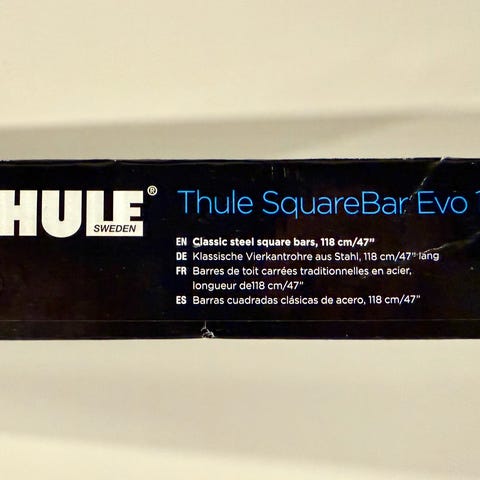 HULE®
SWEDEN
Thule SquareBar Evo 1
EN Classic steel square bars, 118 cm/47"
DE Klassische Vierkantrohre aus Stahl, 118 cm/47" lang
FR Barres de toit carrées traditionnelles en acier,
longueur de118 cm/47"
ES Barras cuadradas clásicas de acero, 118 cm/47"